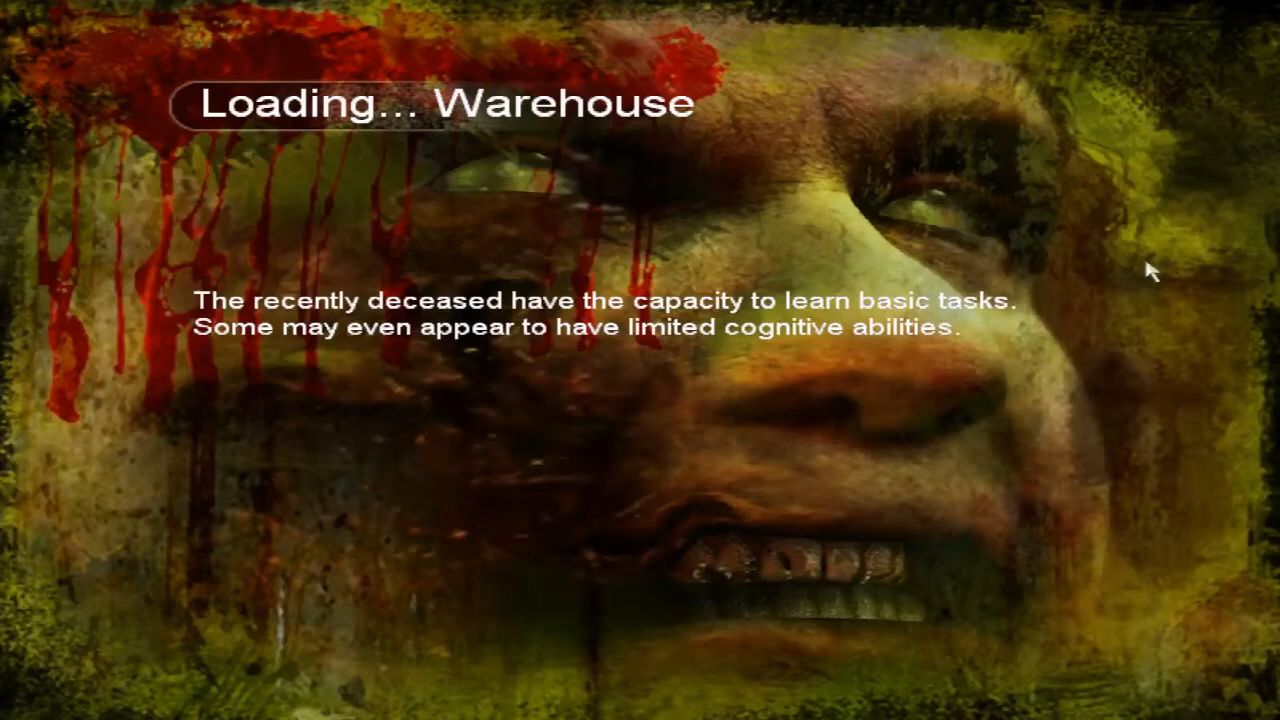 Loading... Warehouse
The recently deceased have the capacity to learn basic tasks.
Some may even appear to have limited cognitive abilities.